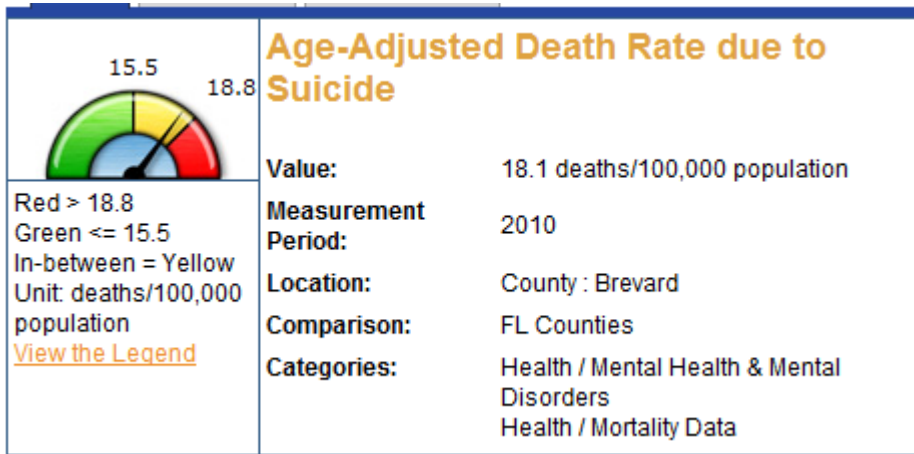 15.5
18.8
Red > 18.8
Green <= 15.5
In-between = Yellow
Unit: deaths/100,000
population
View the Legend
Age-Adjusted Death Rate due to
Suicide
Value: 18.1 deaths/100,000 population
Measurement
Period: 2010
Location: County : Brevard
Comparison: FL Counties
Categories: Health / Mental Health & Mental
Disorders
Health / Mortality Data